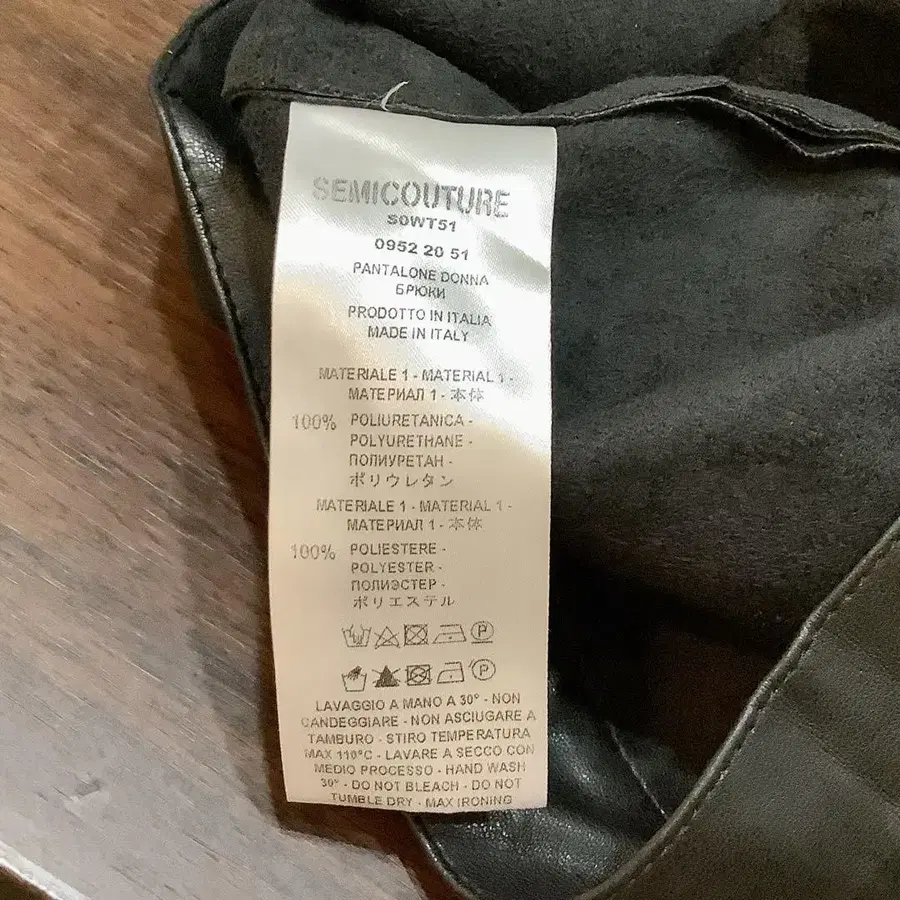 SEMICOUTURE
S0WT51
0952 20 51
PANTALONE DONNA
БРЮКИ
PRODOTTO IN ITALIA
MADE IN ITALY
MATERIALE 1 - MATERIAL 1 -
МАТЕРИАЛ 1 - 本体
100% POLIURETANICA -
POLYURETHANE -
ПОЛИУРЕТАН -
ポリウレタン
MATERIALE 1 - MATERIAL 1 -
МАТЕРИАЛ 1 - 本体
100% POLIESTERE -
POLYESTER -
ПОЛИЭСТЕР -
ポリエステル
P
P
LAVAGGIO A MANO A 30° - NON
CANDEGGIARE - NON ASCIUGARE A
TAMBURO - STIRO TEMPERATURA
MAX 110°C - LAVARE A SECCO CON
MEDIO PROCESSO - HAND WASH
30° - DO NOT BLEACH - DO NOT
TUMBLE DRY - MAX IRONING